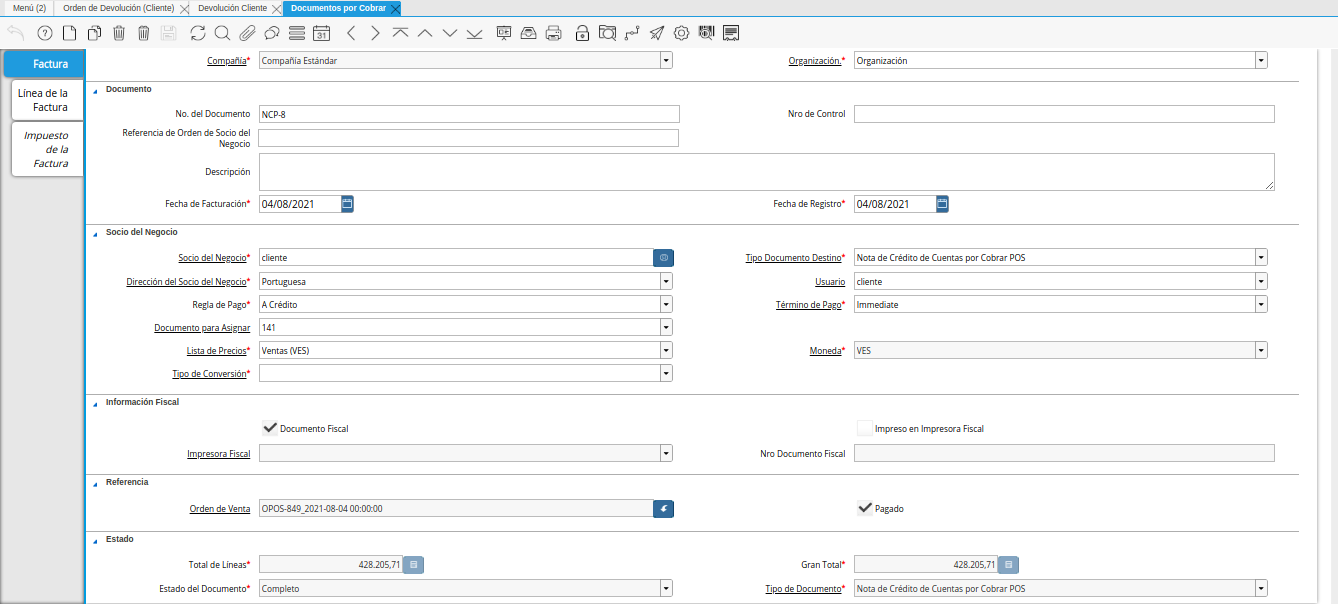 Menú (2)
Orden de Devolución (Cliente)
Devolución Cliente
Documentos por Cobrar
31
Factura
Línea de la
Factura
Impuesto
de la
Factura
Compañía* Compañía Estándar
Organización.* Organización
Documento
No. del Documento NCP-8
Nro de Control
Referencia de Orden de Socio del
Negocio
Descripción
Fecha de Facturación* 04/08/2021
Fecha de Registro* 04/08/2021
Socio del Negocio
Socio del Negocio* cliente
Tipo Documento Destino* Nota de Crédito de Cuentas por Cobrar POS
Dirección del Socio del Negocio* Portuguesa
Usuario cliente
Regla de Pago* A Crédito
Término de Pago* Immediate
Documento para Asignar 141
Lista de Precios* Ventas (VES)
Moneda* VES
Tipo de Conversión*
Información Fiscal
Documento Fiscal
Impreso en Impresora Fiscal
Impresora Fiscal
Nro Documento Fiscal
Referencia
Orden de Venta OPOS-849_2021-08-04 00:00:00
Pagado
Estado
Total de Líneas* 428.205,71
Gran Total* 428.205,71
Estado del Documento* Completo
Tipo de Documento* Nota de Crédito de Cuentas por Cobrar POS